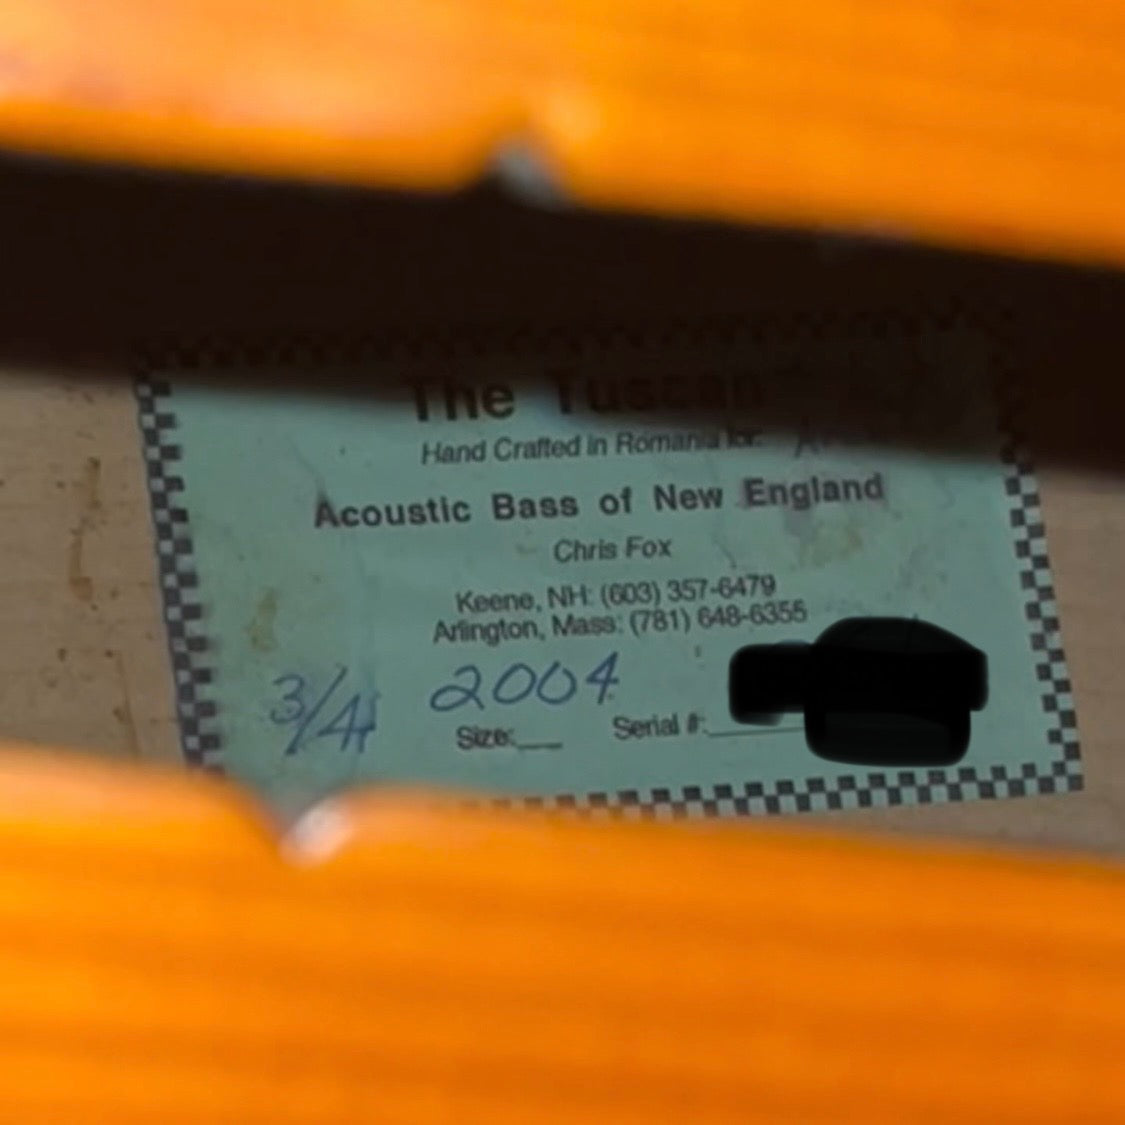 The Tuscan
Hand Crafted in Romania for:
Acoustic Bass of New England
Chris Fox
Keene, NH: (603) 357-6479
Arlington, Mass: (781) 648-6355
3/4 2004
Size:___ Serial #: